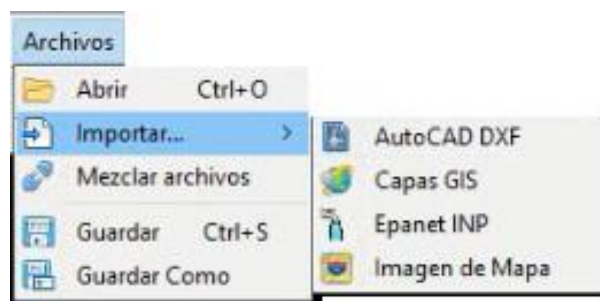 Archivos
Abrir Ctrl+O
Importar... >
Mezclar archivos
Guardar Ctrl+S
Guardar Como
AutoCAD DXF
Capas GIS
Epanet INP
Imagen de Mapa